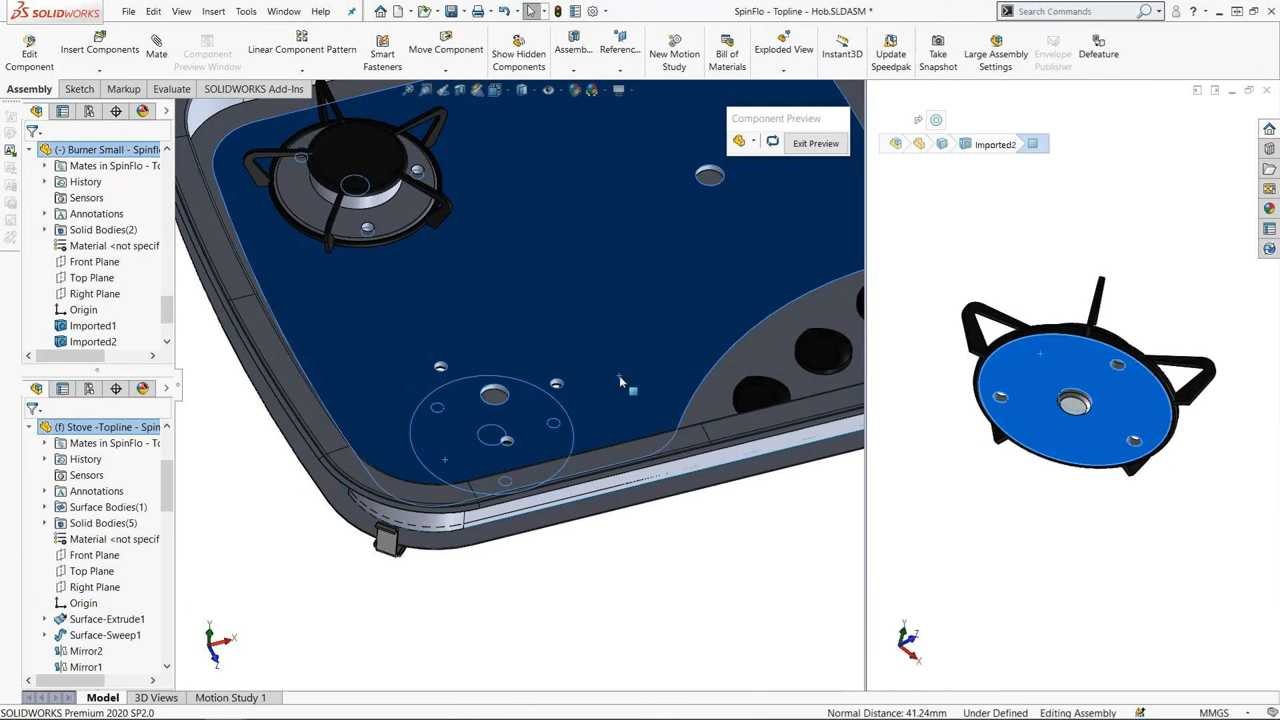 SOLIDWORKS File Edit View Insert Tools Window Help SpinFlo - Topline - Hob.SLDASM * Search Commands
Edit Component
Insert Components
Mate
Component Preview Window
Linear Component Pattern
Smart Fasteners
Move Component
Show Hidden Components
Assemb...
Referenc...
New Motion Study
Bill of Materials
Exploded View
Instant3D
Update Speedpak
Take Snapshot
Large Assembly Settings
Envelope Publisher
Defeature
Assembly Sketch Markup Evaluate SOLIDWORKS Add-Ins
Component Preview
Exit Preview
Imported2
(-) Burner Small - Spinfl
Mates in SpinFlo - To
History
Sensors
Annotations
Solid Bodies(2)
Material <not specif
Front Plane
Top Plane
Right Plane
Origin
Imported1
Imported2
(f) Stove -Topline - Spin
Mates in SpinFlo - To
History
Sensors
Annotations
Surface Bodies(1)
Solid Bodies(5)
Material <not specif
Front Plane
Top Plane
Right Plane
Origin
Surface-Extrude1
Surface-Sweep1
Mirror2
Mirror1
Y
X
Z
Y
Z
X
Model 3D Views Motion Study 1
SOLIDWORKS Premium 2020 SP2.0 Normal Distance: 41.24mm Under Defined Editing Assembly MMGS